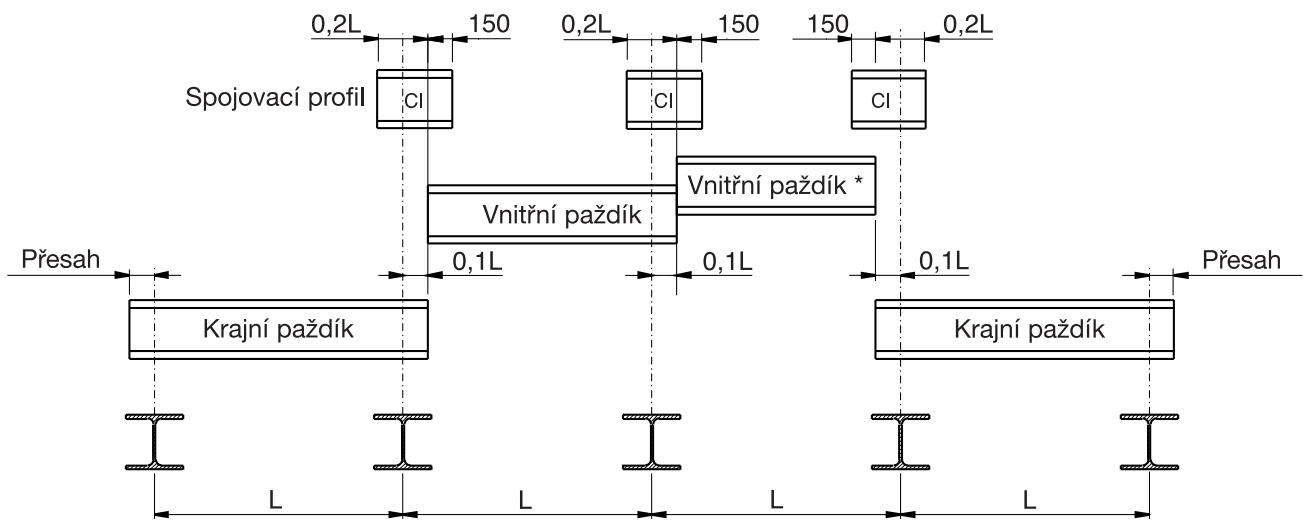 0,2L 150 0,2L 150 150 0,2L
Spojovací profil CI CI CI
Vnitřní paždík *
Vnitřní paždík
Přesah 0,1L 0,1L 0,1L Přesah
Krajní paždík Krajní paždík
L L L L